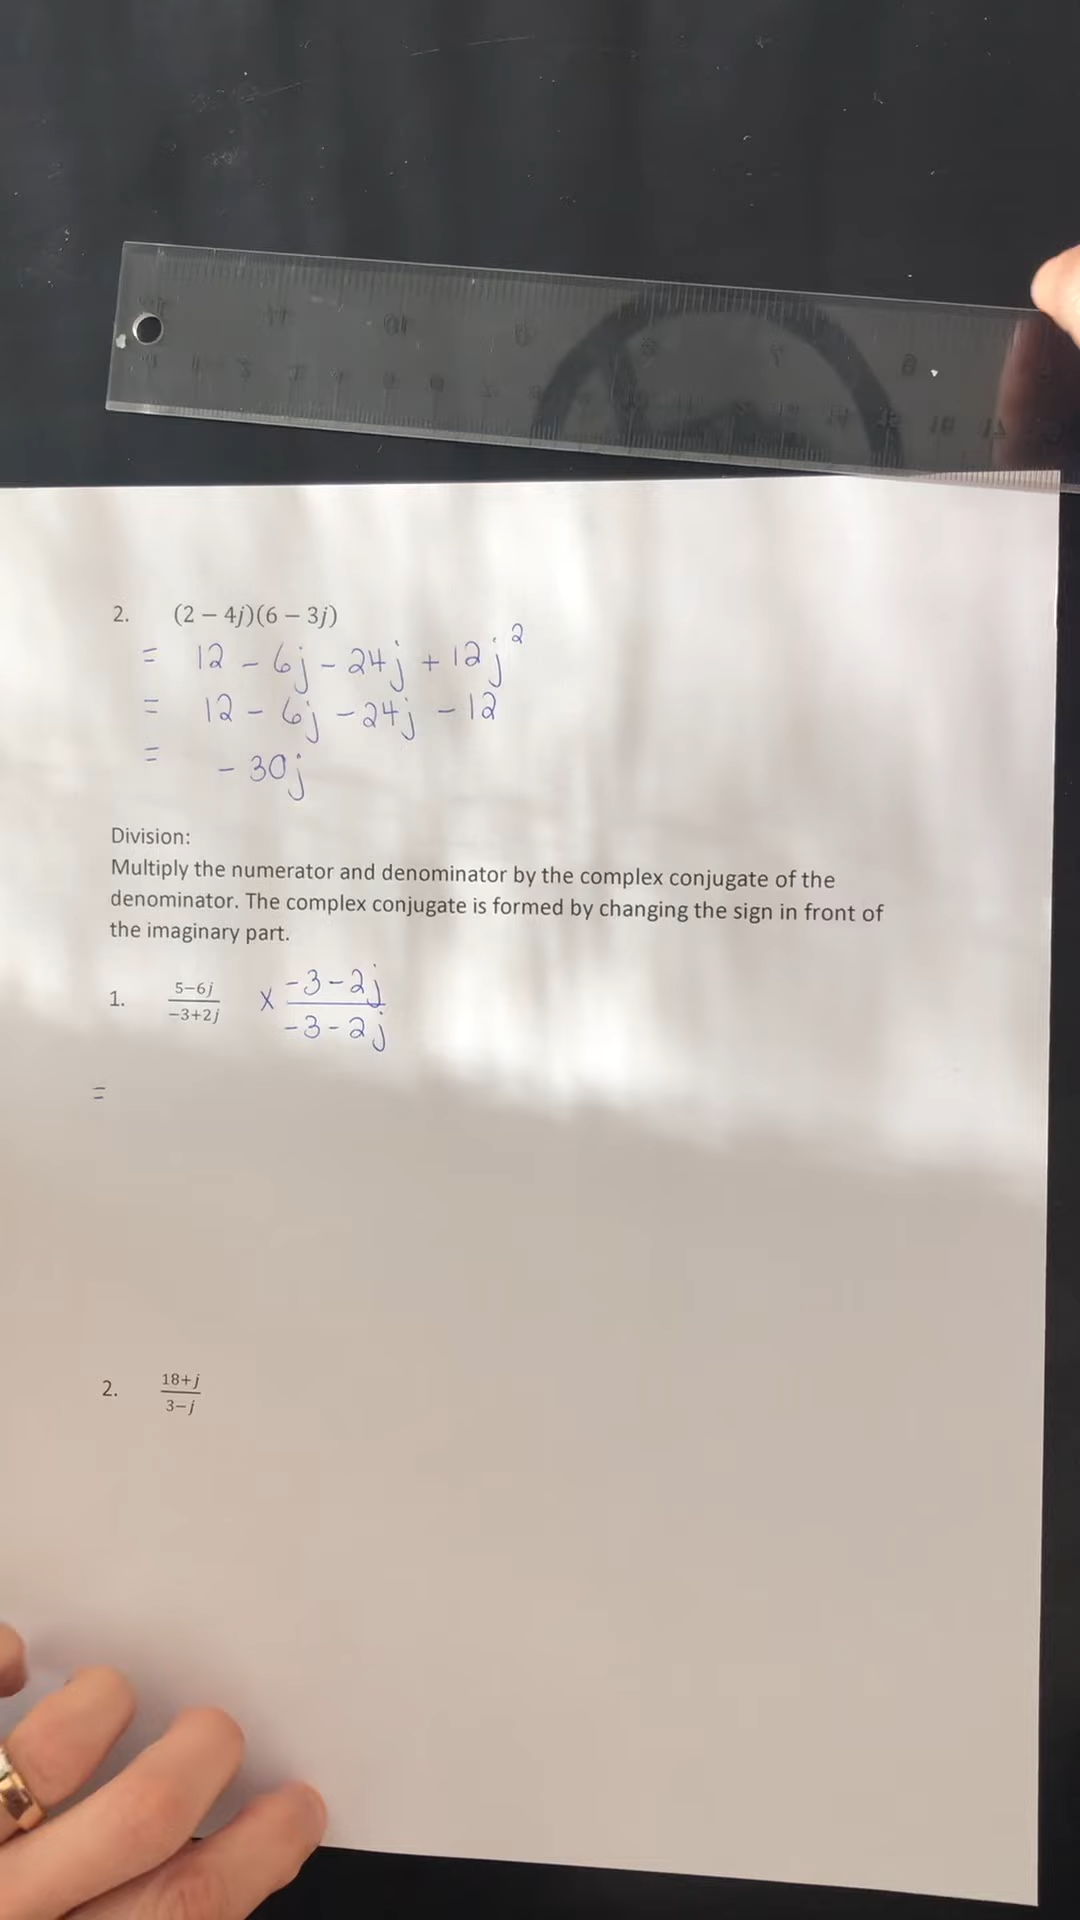 2. (2 – 4j)(6 – 3j)
= 12 - 6j - 24j + 12j²
= 12 - 6j - 24j - 12
= - 30j
Division:
Multiply the numerator and denominator by the complex conjugate of the
denominator. The complex conjugate is formed by changing the sign in front of
the imaginary part.
1. 5−6j/−3+2j x -3-2j/-3-2j
=
2. 18+j/3−j